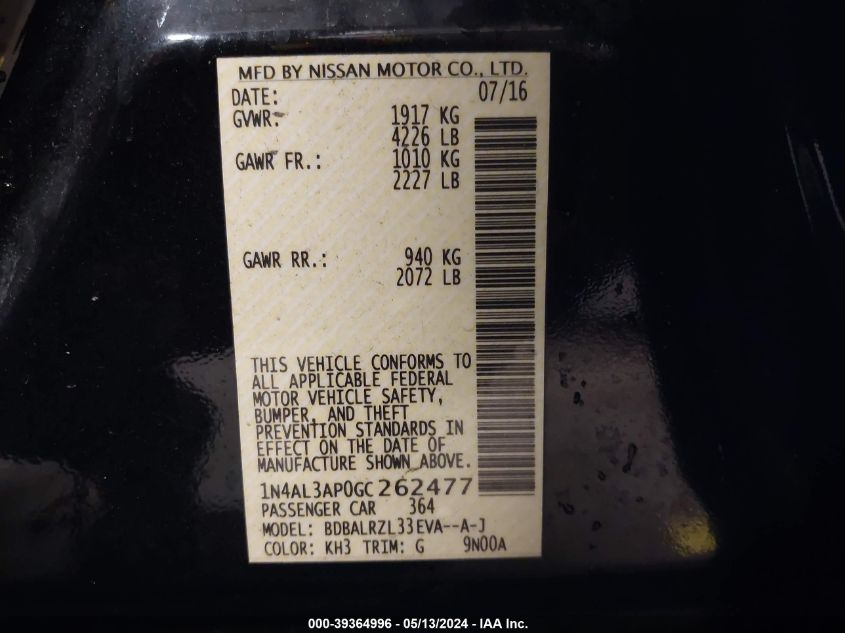 MFD BY NISSAN MOTOR CO., LTD.
DATE: 07/16
GVWR: 1917 KG
4226 LB
GAWR FR.: 1010 KG
2227 LB
GAWR RR.: 940 KG
2072 LB
THIS VEHICLE CONFORMS TO
ALL APPLICABLE FEDERAL
MOTOR VEHICLE SAFETY,
BUMPER, AND THEFT
PREVENTION STANDARDS IN
EFFECT ON THE DATE OF
MANUFACTURE SHOWN ABOVE.
1N4AL3AP0GC262477
PASSENGER CAR 364
MODEL: BDBALRZL33EVA--A-J
COLOR: KH3 TRIM: G 9N00A
000-39364996 - 05/13/2024 - IAA Inc.